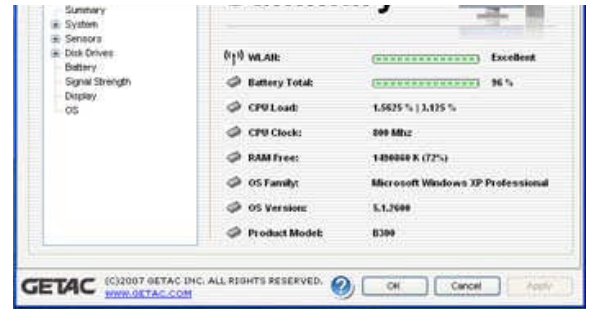 Summary
System
Sensors
Disk Drives
Battery
Signal Strength
Display
OS
WLAN: Excellent
Battery Total: 96 %
CPU Load: 1.5625 % | 3.125 %
CPU Clock: 800 Mhz
RAM Free: 1490860 K (72%)
OS Family: Microsoft Windows XP Professional
OS Version: 5.1.2600
Product Model: B300
GETAC (C)2007 GETAC INC. ALL RIGHTS RESERVED. ? OK Cancel Apply
WWW.GETAC.COM